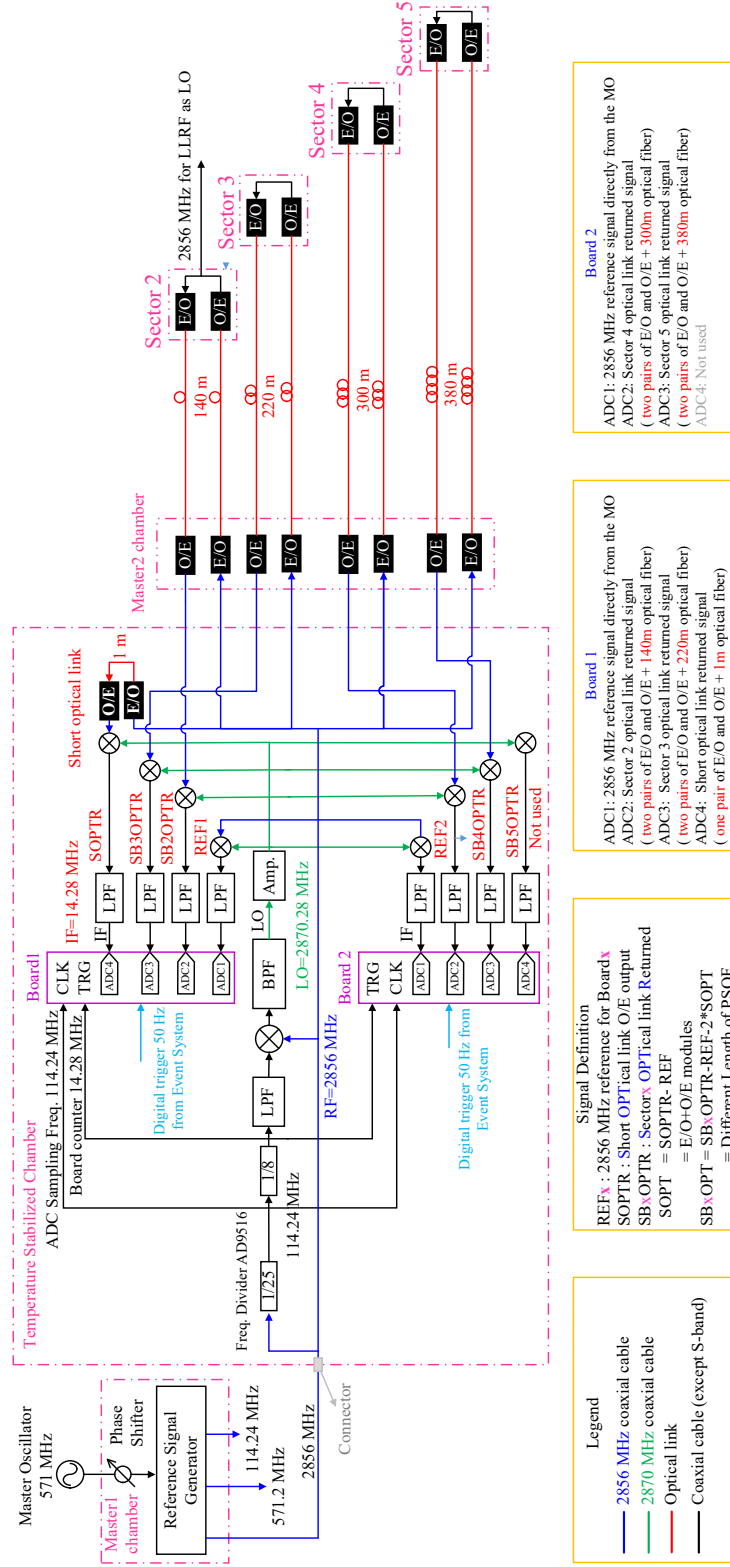 Master Oscillator
571 MHz
Phase
Shifter
Master1
chamber
Reference Signal
Generator
114.24 MHz
571.2 MHz
2856 MHz
Connector
Temperature Stabilized Chamber
ADC Sampling Freq. 114.24 MHz
Board counter 14.28 MHz
Freq. Divider AD9516
1/25
114.24 MHz
1/8
LPF
RF=2856 MHz
BPF
LO
Amp.
LO=2870.28 MHz
Digital trigger 50 Hz
from Event System
Board1
CLK
TRG
ADC4
ADC3
ADC2
ADC1
IF=14.28 MHz
IF
LPF
LPF
LPF
LPF
SOPTR
SB3OPTR
SB2OPTR
REF1
Short optical link
O/E
E/O
1 m
Digital trigger 50 Hz from
Event System
Board 2
TRG
CLK
ADC1
ADC2
ADC3
ADC4
IF
LPF
LPF
LPF
LPF
REF2
SB4OPTR
SB5OPTR
Not used
Master2 chamber
O/E
E/O
O/E
E/O
O/E
E/O
O/E
E/O
140 m
220 m
300 m
380 m
Sector 2
E/O
O/E
2856 MHz for LLRF as LO
Sector 3
E/O
O/E
Sector 4
E/O
O/E
Sector 5
E/O
O/E
Legend
2856 MHz coaxial cable
2870 MHz coaxial cable
Optical link
Coaxial cable (except S-band)
Signal Definition
REFx : 2856 MHz reference for Boardx
SOPTR : Short OPTical link O/E output
SBxOPTR : Sectorx OPTical link Returned
SOPT = SOPTR- REF
= E/O+O/E modules
SBxOPT = SBxOPTR-REF-2*SOPT
= Different Length of PSOF
Board 1
ADC1: 2856 MHz reference signal directly from the MO
ADC2: Sector 2 optical link returned signal
( two pairs of E/O and O/E + 140m optical fiber)
ADC3: Sector 3 optical link returned signal
( two pairs of E/O and O/E + 220m optical fiber)
ADC4: Short optical link returned signal
( one pair of E/O and O/E + 1m optical fiber)
Board 2
ADC1: 2856 MHz reference signal directly from the MO
ADC2: Sector 4 optical link returned signal
( two pairs of E/O and O/E + 300m optical fiber)
ADC3: Sector 5 optical link returned signal
( two pairs of E/O and O/E + 380m optical fiber)
ADC4: Not used